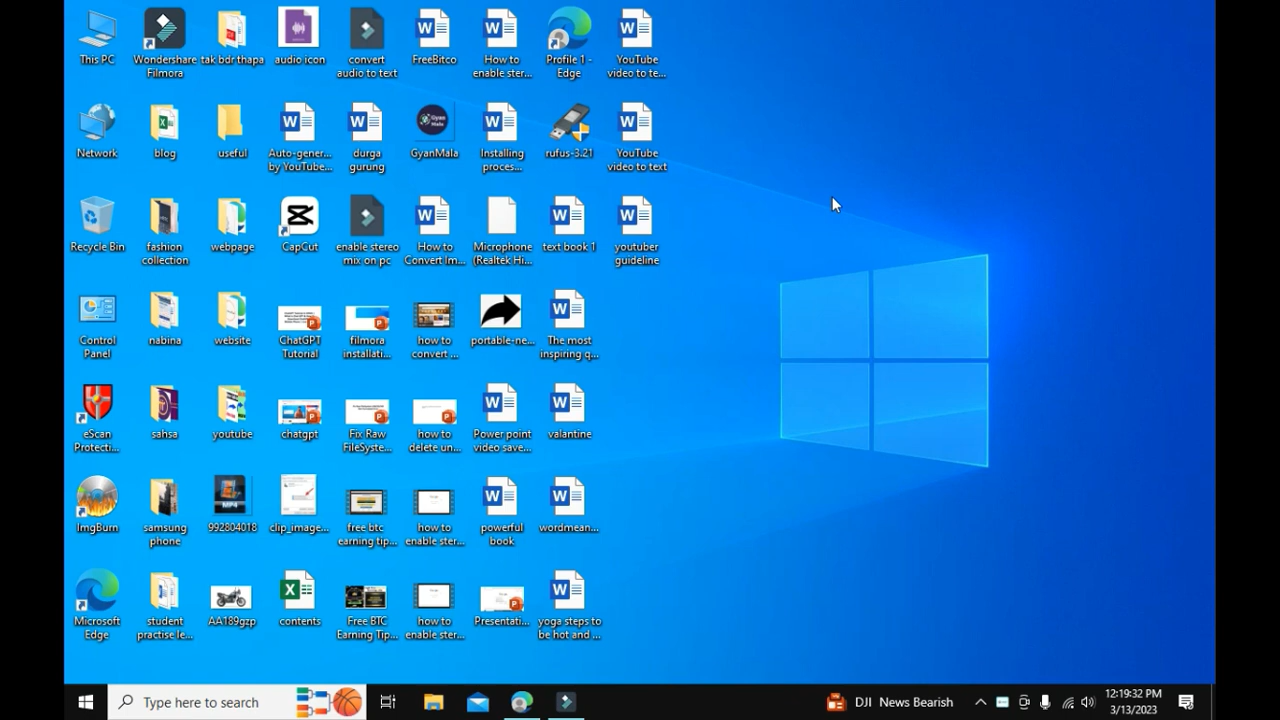 This PC
Wondershare
Filmora
tak bdr thapa
audio icon
convert
audio to text
FreeBitco
How to
enable ster...
Profile 1 -
Edge
YouTube
video to te...
Network
blog
useful
Auto-gener...
by YouTube...
durga
gurung
GyanMala
Installing
proces...
rufus-3.21
YouTube
video to text
Recycle Bin
fashion
collection
webpage
CapCut
enable stereo
mix on pc
How to
Convert Im...
Microphone
(Realtek Hi...
text book 1
youtuber
guideline
Control
Panel
nabina
website
ChatGPT
Tutorial
filmora
installati...
how to
convert ...
portable-ne...
The most
inspiring q...
eScan
Protecti...
sahsa
youtube
chatgpt
Fix Raw
FileSyste...
how to
delete un...
Power point
video save...
valantine
ImgBurn
samsung
phone
MP4
992804018
clip_image...
free btc
earning tip...
how to
enable ster...
powerful
book
wordmean...
Microsoft
Edge
student
practise le...
AA189gzp
contents
Free BTC
Earning Tip...
how to
enable ster...
Presentati...
yoga steps to
be hot and ...
Type here to search
DJI News Bearish
12:19:32 PM
3/13/2023